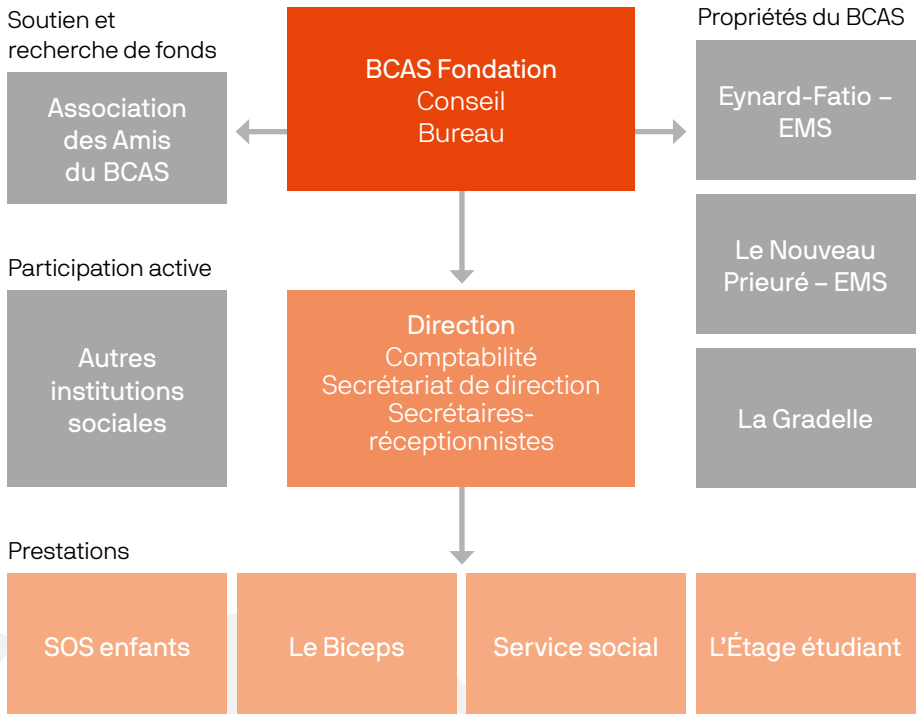 Soutien et
recherche de fonds
Association
des Amis
du BCAS
BCAS Fondation
Conseil
Bureau
Propriétés du BCAS
Eynard-Fatio –
EMS
Le Nouveau
Prieuré – EMS
La Gradelle
Participation active
Autres
institutions
sociales
Direction
Comptabilité
Secrétariat de direction
Secrétaires-
réceptionnistes
Prestations
SOS enfants
Le Biceps
Service social
L’Étage étudiant